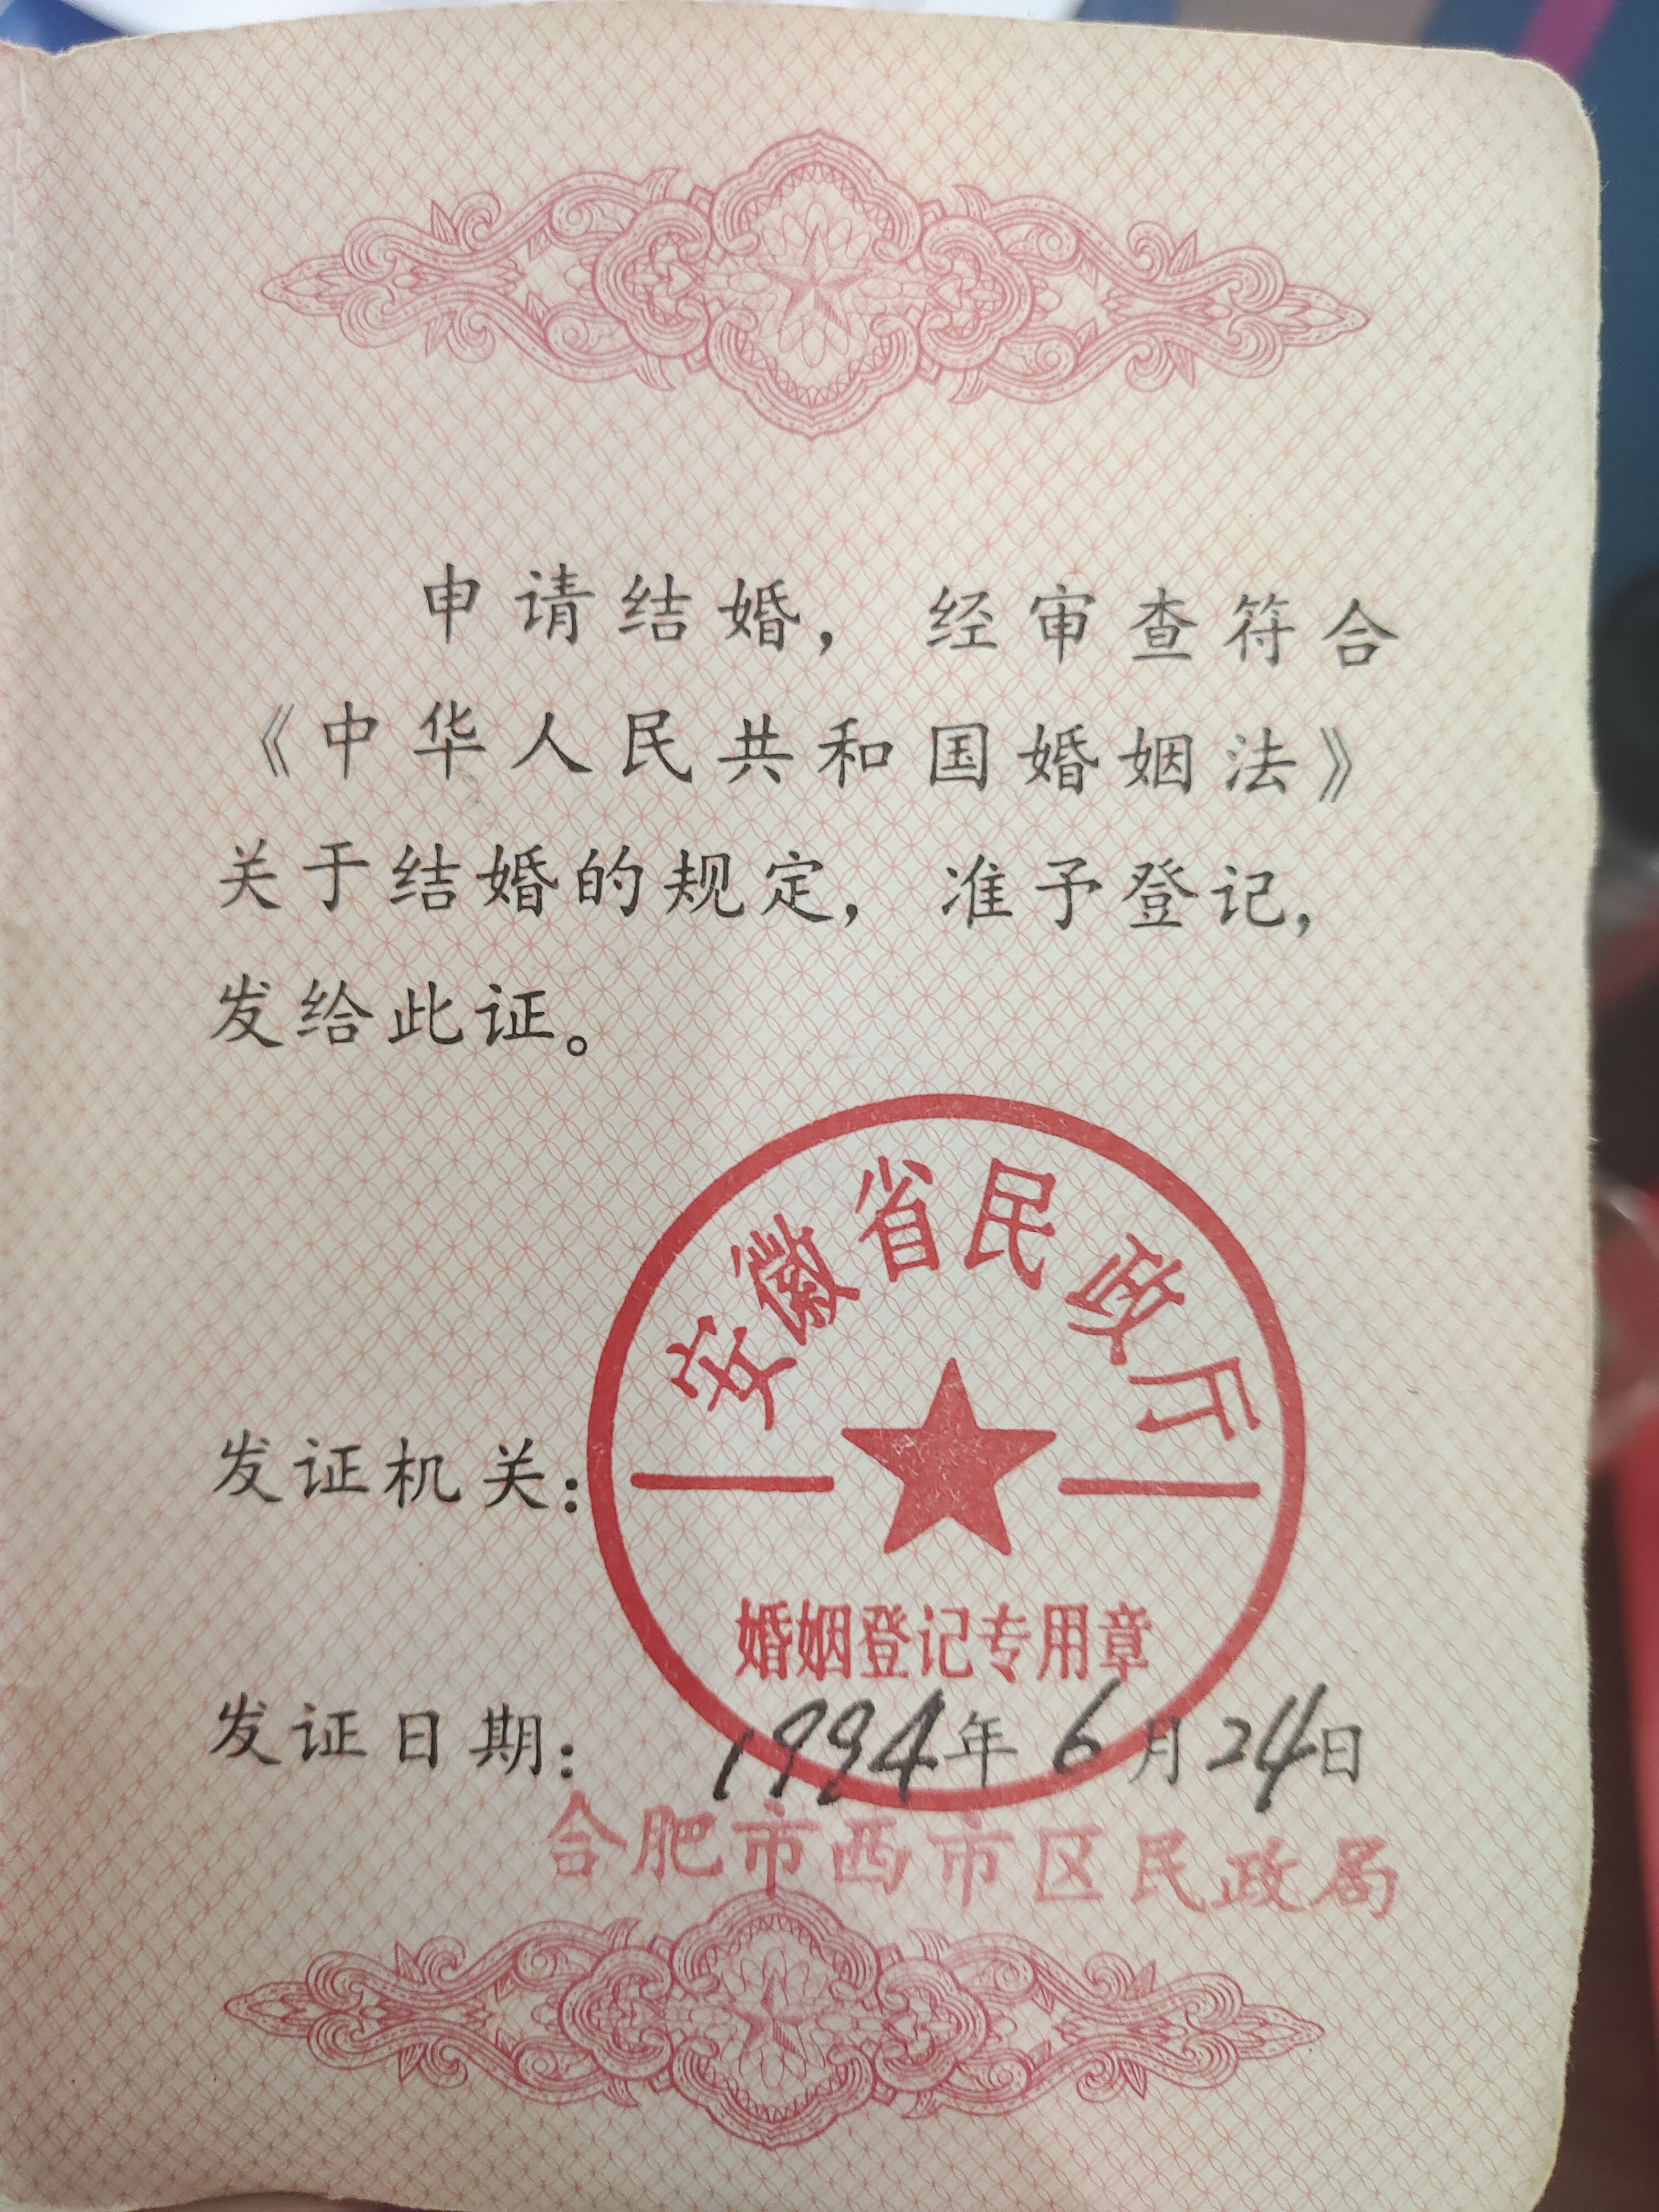 申请结婚，经审查符合
《中华人民共和国婚姻法》
关于结婚的规定，准予登记，
发给此证。
安徽省民政厅
发证机关：
婚姻登记专用章
发证日期： 1994年6月24日
合肥市西市区民政局